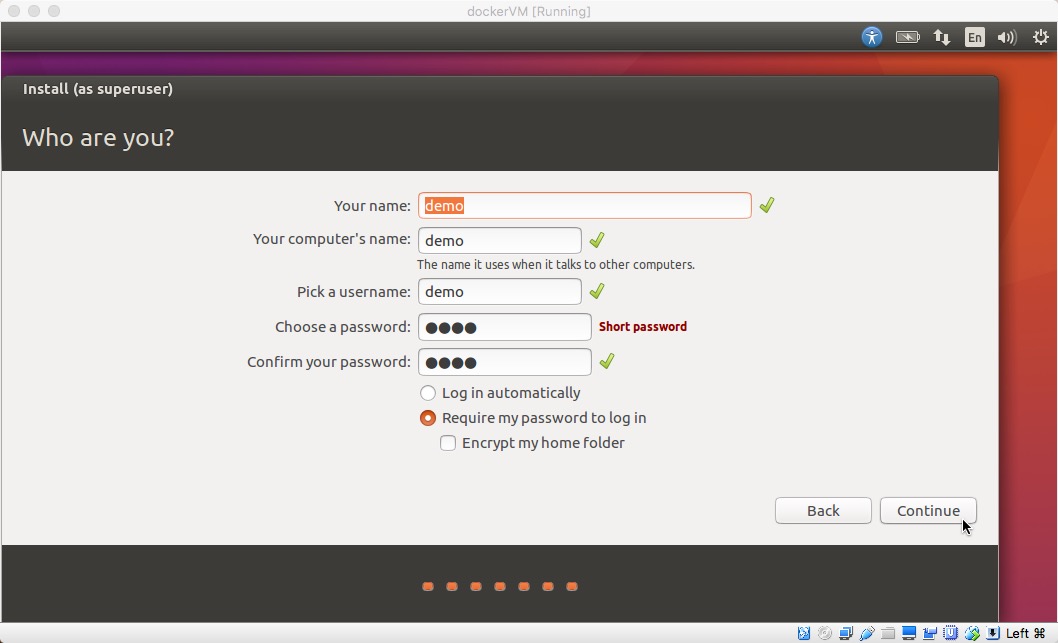 dockerVM [Running]
En
Install (as superuser)
Who are you?
Your name: demo
Your computer's name: demo
The name it uses when it talks to other computers.
Pick a username: demo
Choose a password: ●●●● Short password
Confirm your password: ●●●●
Log in automatically
Require my password to log in
Encrypt my home folder
Back Continue
Left ⌘